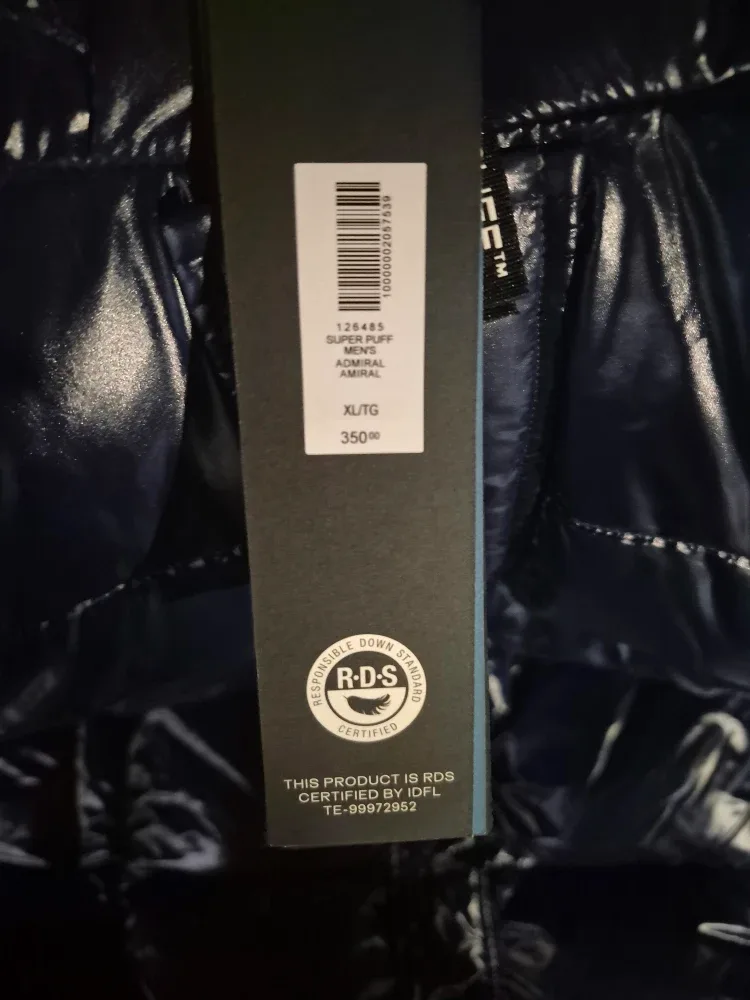 10000002057539
126485
SUPER PUFF
MEN'S
ADMIRAL
AMIRAL
XL/TG
350⁰⁰
RESPONSIBLE DOWN STANDARD
R·D·S
CERTIFIED
THIS PRODUCT IS RDS
CERTIFIED BY IDFL
TE-99972952